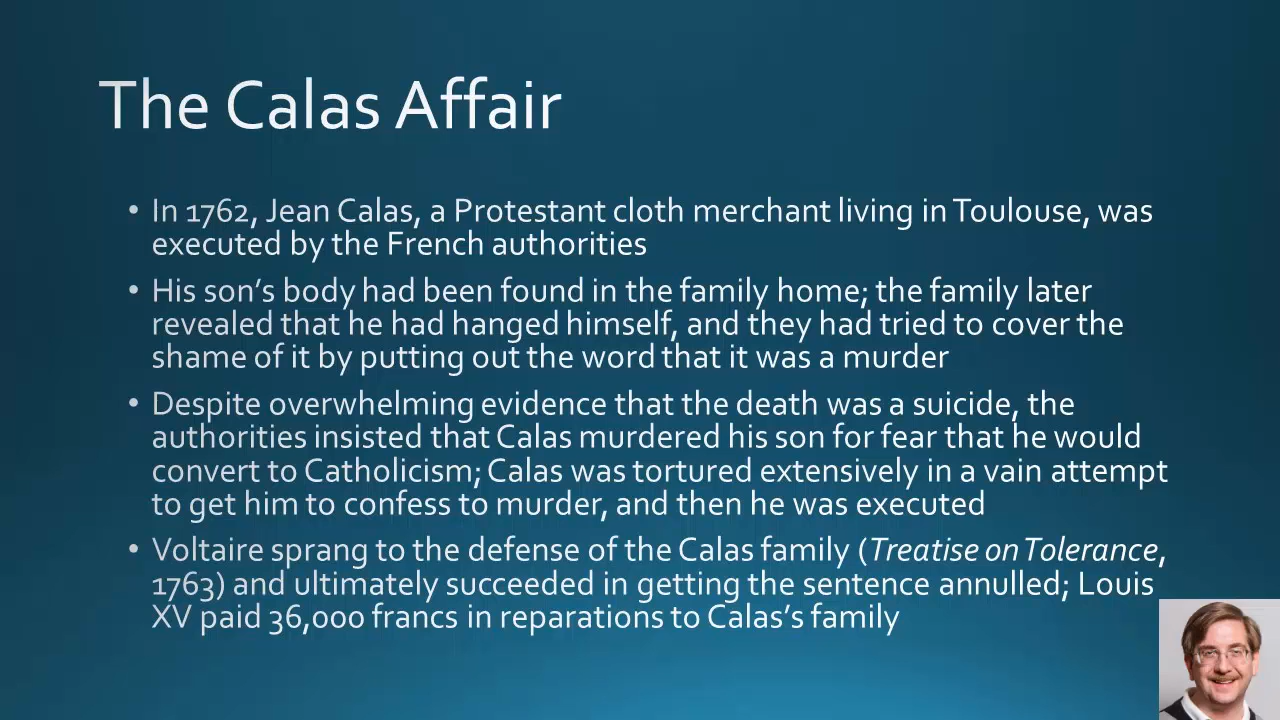 The Calas Affair
• In 1762, Jean Calas, a Protestant cloth merchant living in Toulouse, was
executed by the French authorities
• His son's body had been found in the family home; the family later
revealed that he had hanged himself, and they had tried to cover the
shame of it by putting out the word that it was a murder
• Despite overwhelming evidence that the death was a suicide, the
authorities insisted that Calas murdered his son for fear that he would
convert to Catholicism; Calas was tortured extensively in a vain attempt
to get him to confess to murder, and then he was executed
• Voltaire sprang to the defense of the Calas family (Treatise on Tolerance,
1763) and ultimately succeeded in getting the sentence annulled; Louis
XV paid 36,000 francs in reparations to Calas's family